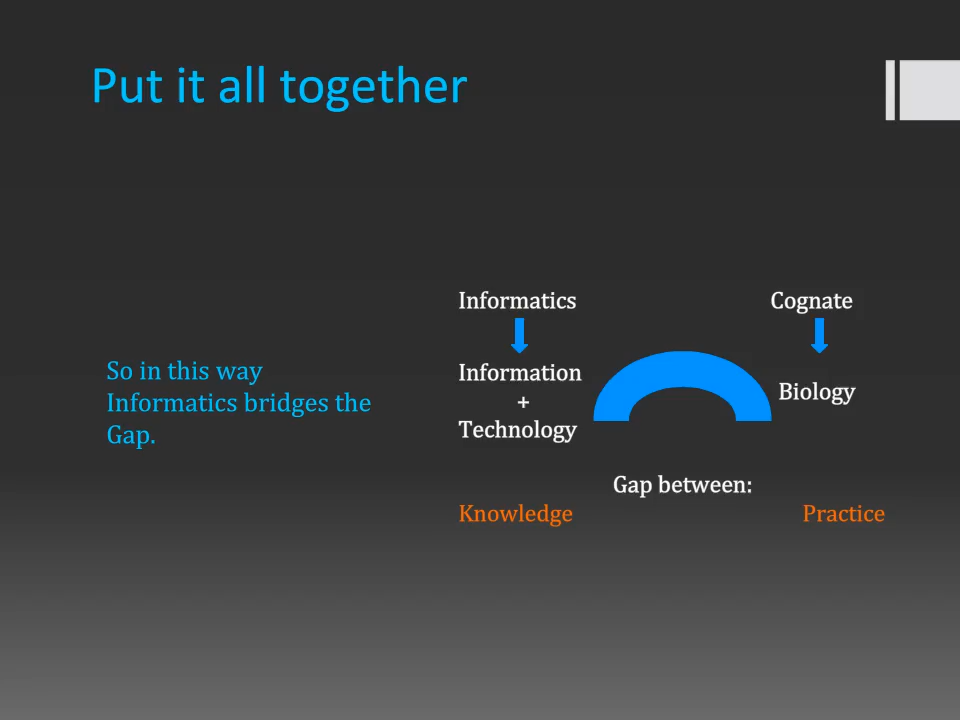 Put it all together
So in this way
Informatics bridges the
Gap.
Informatics
Cognate
Information
+
Technology
Biology
Gap between:
Knowledge
Practice